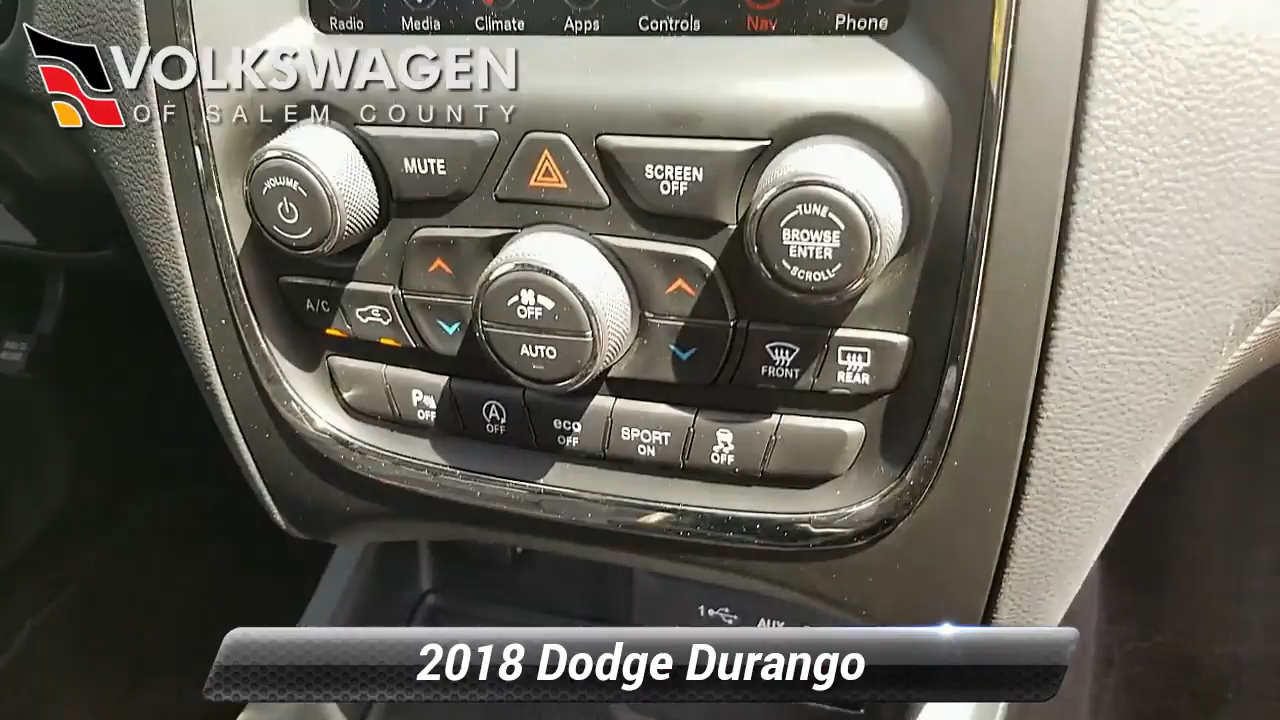 Radio Media Climate Apps Controls Nav Phone
VOLKSWAGEN
OF SALEM COUNTY
MUTE
SCREEN
OFF
VOLUME
TUNE
BROWSE
ENTER
SCROLL
OFF
AUTO
A/C
FRONT
REAR
P OFF
A OFF
eco OFF
SPORT ON
OFF
1
AUX
2018 Dodge Durango